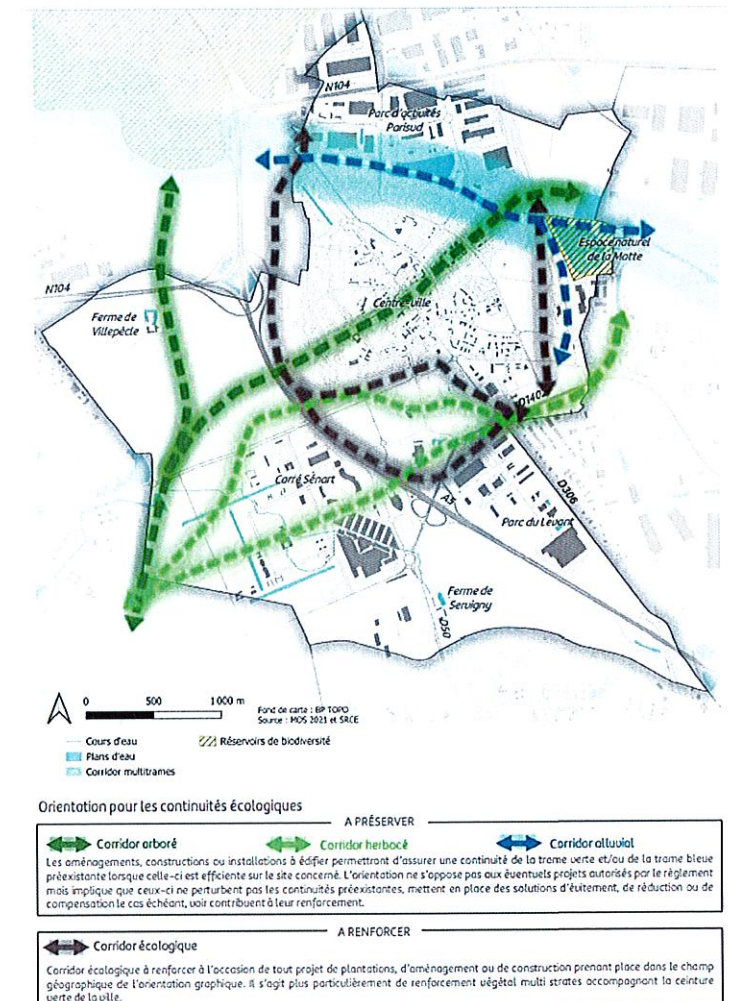 N104
Parc d'activités
Parisud
Espace naturel
de la Motte
N104
Ferme de
Villepècle
Centre-ville
D1402
Carré Sénart
A5
D306
Parc du Levant
Ferme de
Servigny
D50
0 500 1 000 m
Fond de carte : BP TOPO
Source : MOS 2021 et SRCE
Cours d'eau
Réservoirs de biodiversité
Plans d'eau
Corridor multitrames
Orientation pour les continuités écologiques
A PRÉSERVER
Corridor arboré Corridor herbacé Corridor alluvial
Les aménagements, constructions ou installations à édifier permettront d'assurer une continuité de la trame verte et/ou de la trame bleue
préexistante lorsque celle-ci est efficiente sur le site concerné. L'orientation ne s'oppose pas aux éventuels projets autorisés par le règlement
mais implique que ceux-ci ne perturbent pas les continuités préexistantes, mettent en place des solutions d'évitement, de réduction ou de
compensation le cas échéant, voir contribuent à leur renforcement.
A RENFORCER
Corridor écologique
Corridor écologique à renforcer à l'occasion de tout projet de plantations, d'aménagement ou de construction prenant place dans le champ
géographique de l'orientation graphique. Il s'agit plus particulièrement de renforcement végétal multi strates accompagnant la ceinture
verte de la ville.